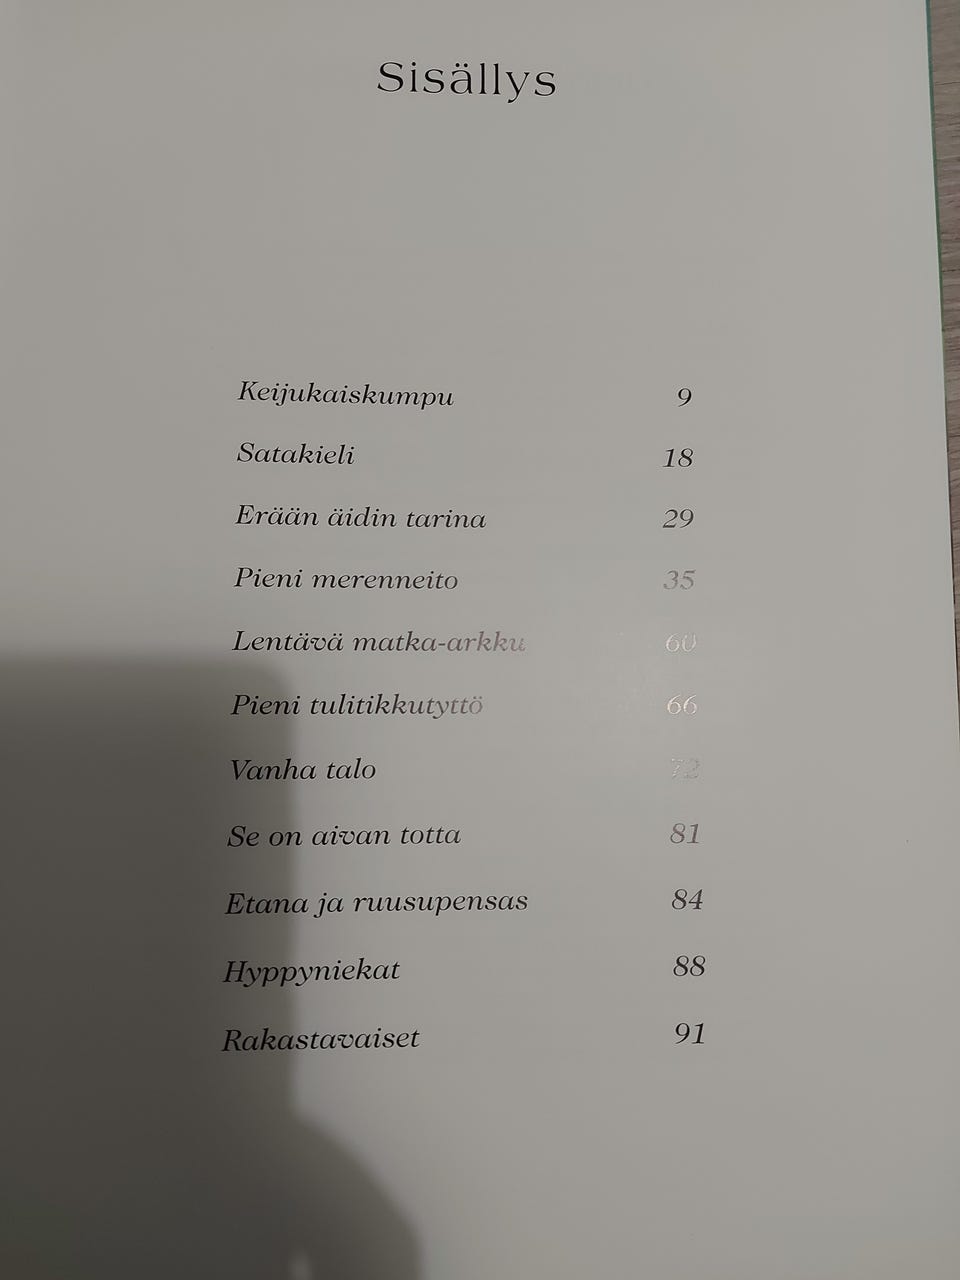 Sisällys
Keijukaiskumpu 9
Satakieli 18
Erään äidin tarina 29
Pieni merenneito 35
Lentävä matka-arkku 60
Pieni tulitikkutyttö 66
Vanha talo 72
Se on aivan totta 81
Etana ja ruusupensas 84
Hyppyniekat 88
Rakastavaiset 91